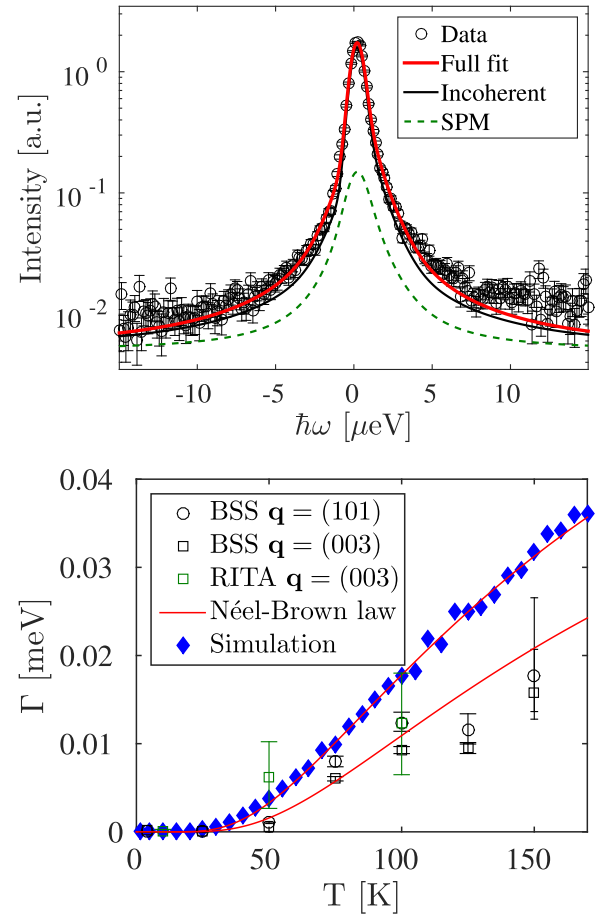 Intensity [a.u.]
10^0
10^-1
10^-2
Data
Full fit
Incoherent
SPM
-10 -5 0 5 10
ħω [μeV]
Γ [meV]
0.04
0.03
0.02
0.01
0
BSS q = (101)
BSS q = (003)
RITA q = (003)
Néel-Brown law
Simulation
0 50 100 150
T [K]